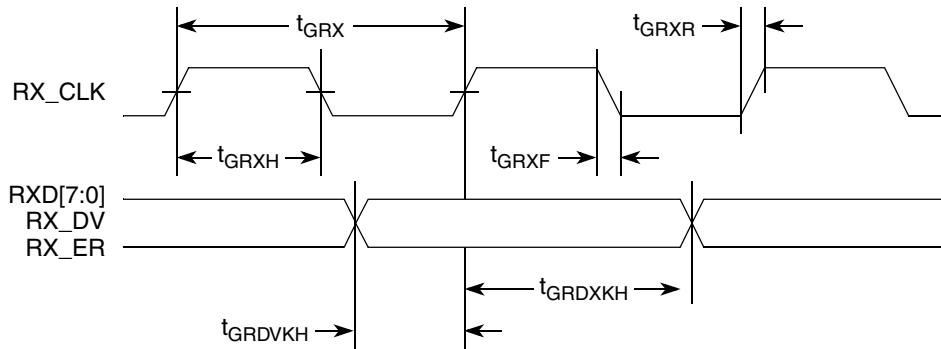 tGRX
tGRXR
RX_CLK
tGRXH
tGRXF
RXD[7:0]
RX_DV
RX_ER
tGRDXKH
tGRDVKH